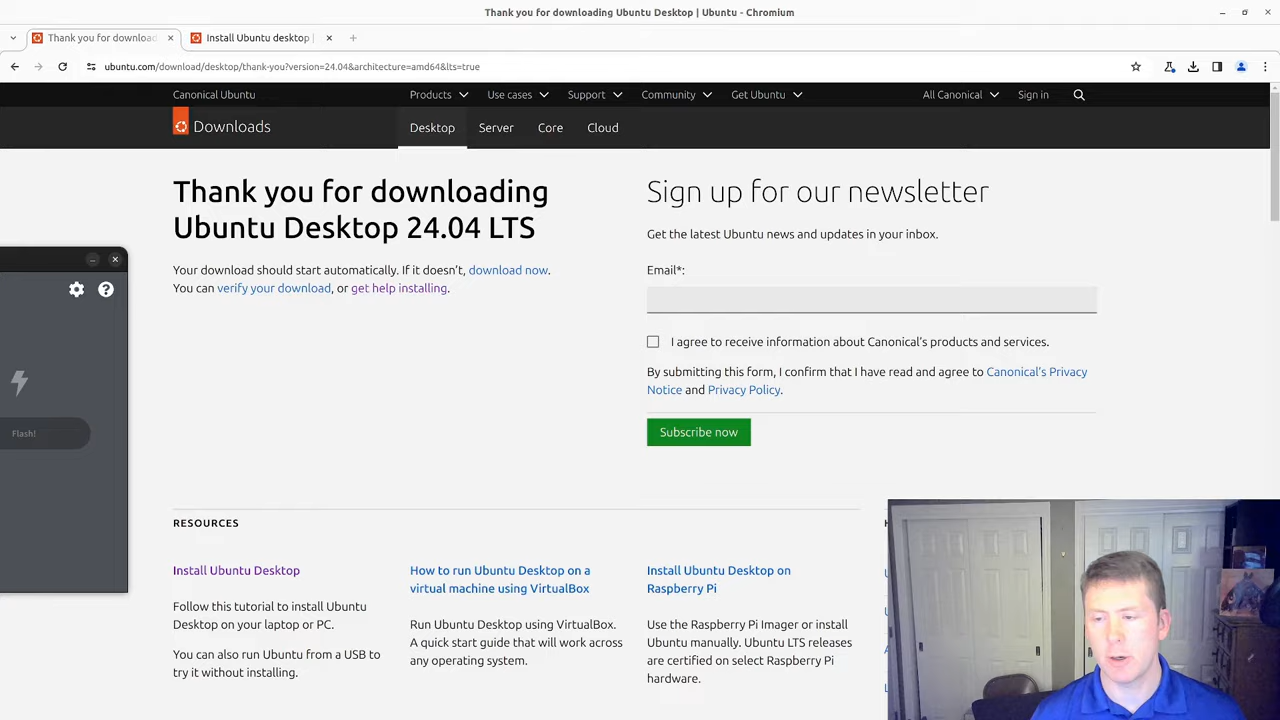 Thank you for downloading Ubuntu Desktop | Ubuntu - Chromium
Thank you for downloa
Install Ubuntu desktop |
ubuntu.com/download/desktop/thank-you?version=24.04&architecture=amd64&lts=true
Canonical Ubuntu
Products
Use cases
Support
Community
Get Ubuntu
All Canonical
Sign in
Downloads
Desktop
Server
Core
Cloud
Thank you for downloading
Ubuntu Desktop 24.04 LTS
Your download should start automatically. If it doesn't, download now.
You can verify your download, or get help installing.
Sign up for our newsletter
Get the latest Ubuntu news and updates in your inbox.
Email*:
I agree to receive information about Canonical's products and services.
By submitting this form, I confirm that I have read and agree to Canonical's Privacy
Notice and Privacy Policy.
Subscribe now
Flash!
RESOURCES
Install Ubuntu Desktop
Follow this tutorial to install Ubuntu
Desktop on your laptop or PC.
You can also run Ubuntu from a USB to
try it without installing.
How to run Ubuntu Desktop on a
virtual machine using VirtualBox
Run Ubuntu Desktop using VirtualBox.
A quick start guide that will work across
any operating system.
Install Ubuntu Desktop on
Raspberry Pi
Use the Raspberry Pi Imager or install
Ubuntu manually. Ubuntu LTS releases
are certified on select Raspberry Pi
hardware.